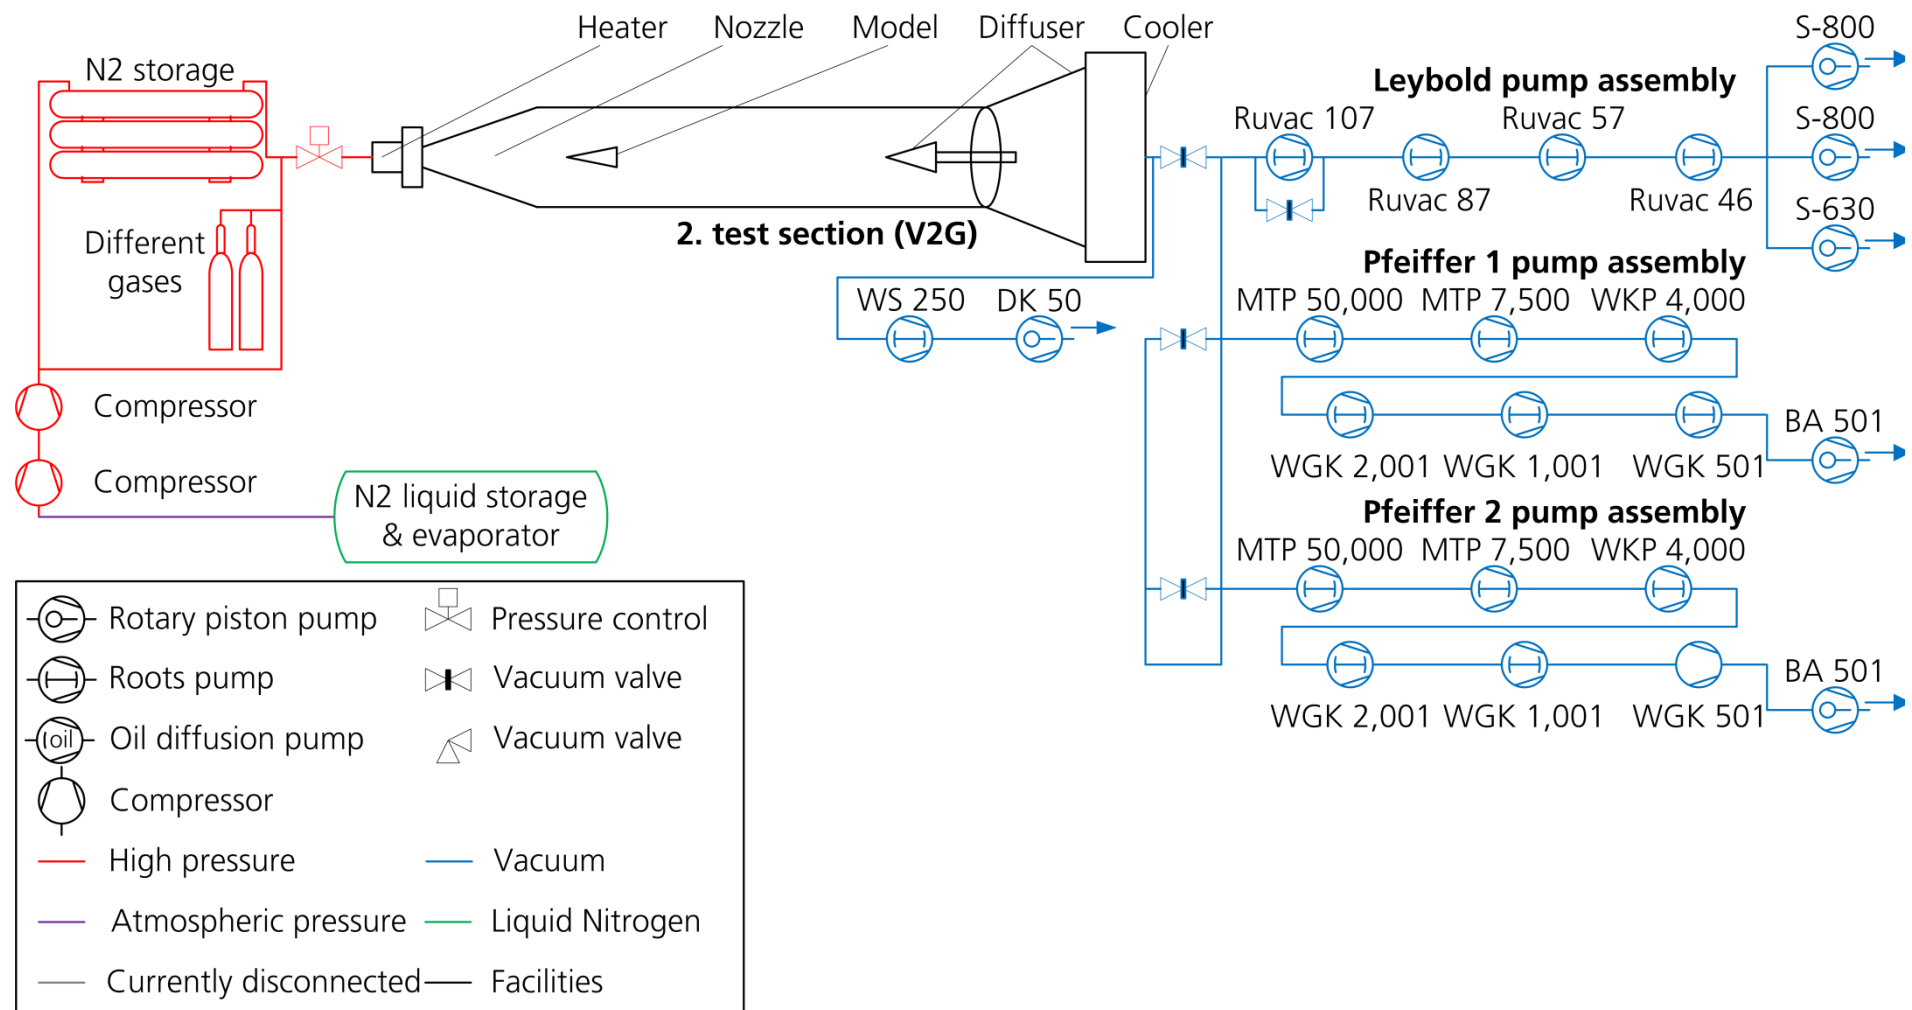 Heater
Nozzle
Model
Diffuser
Cooler
S-800
N2 storage
Leybold pump assembly
Ruvac 107
Ruvac 57
S-800
Ruvac 87
Ruvac 46
S-630
Different
gases
2. test section (V2G)
Pfeiffer 1 pump assembly
WS 250
DK 50
MTP 50,000
MTP 7,500
WKP 4,000
Compressor
BA 501
WGK 2,001
WGK 1,001
WGK 501
Compressor
N2 liquid storage
& evaporator
Pfeiffer 2 pump assembly
MTP 50,000
MTP 7,500
WKP 4,000
BA 501
WGK 2,001
WGK 1,001
WGK 501
Rotary piston pump
Pressure control
Roots pump
Vacuum valve
oil
Oil diffusion pump
Vacuum valve
Compressor
High pressure
Vacuum
Atmospheric pressure
Liquid Nitrogen
Currently disconnected
Facilities